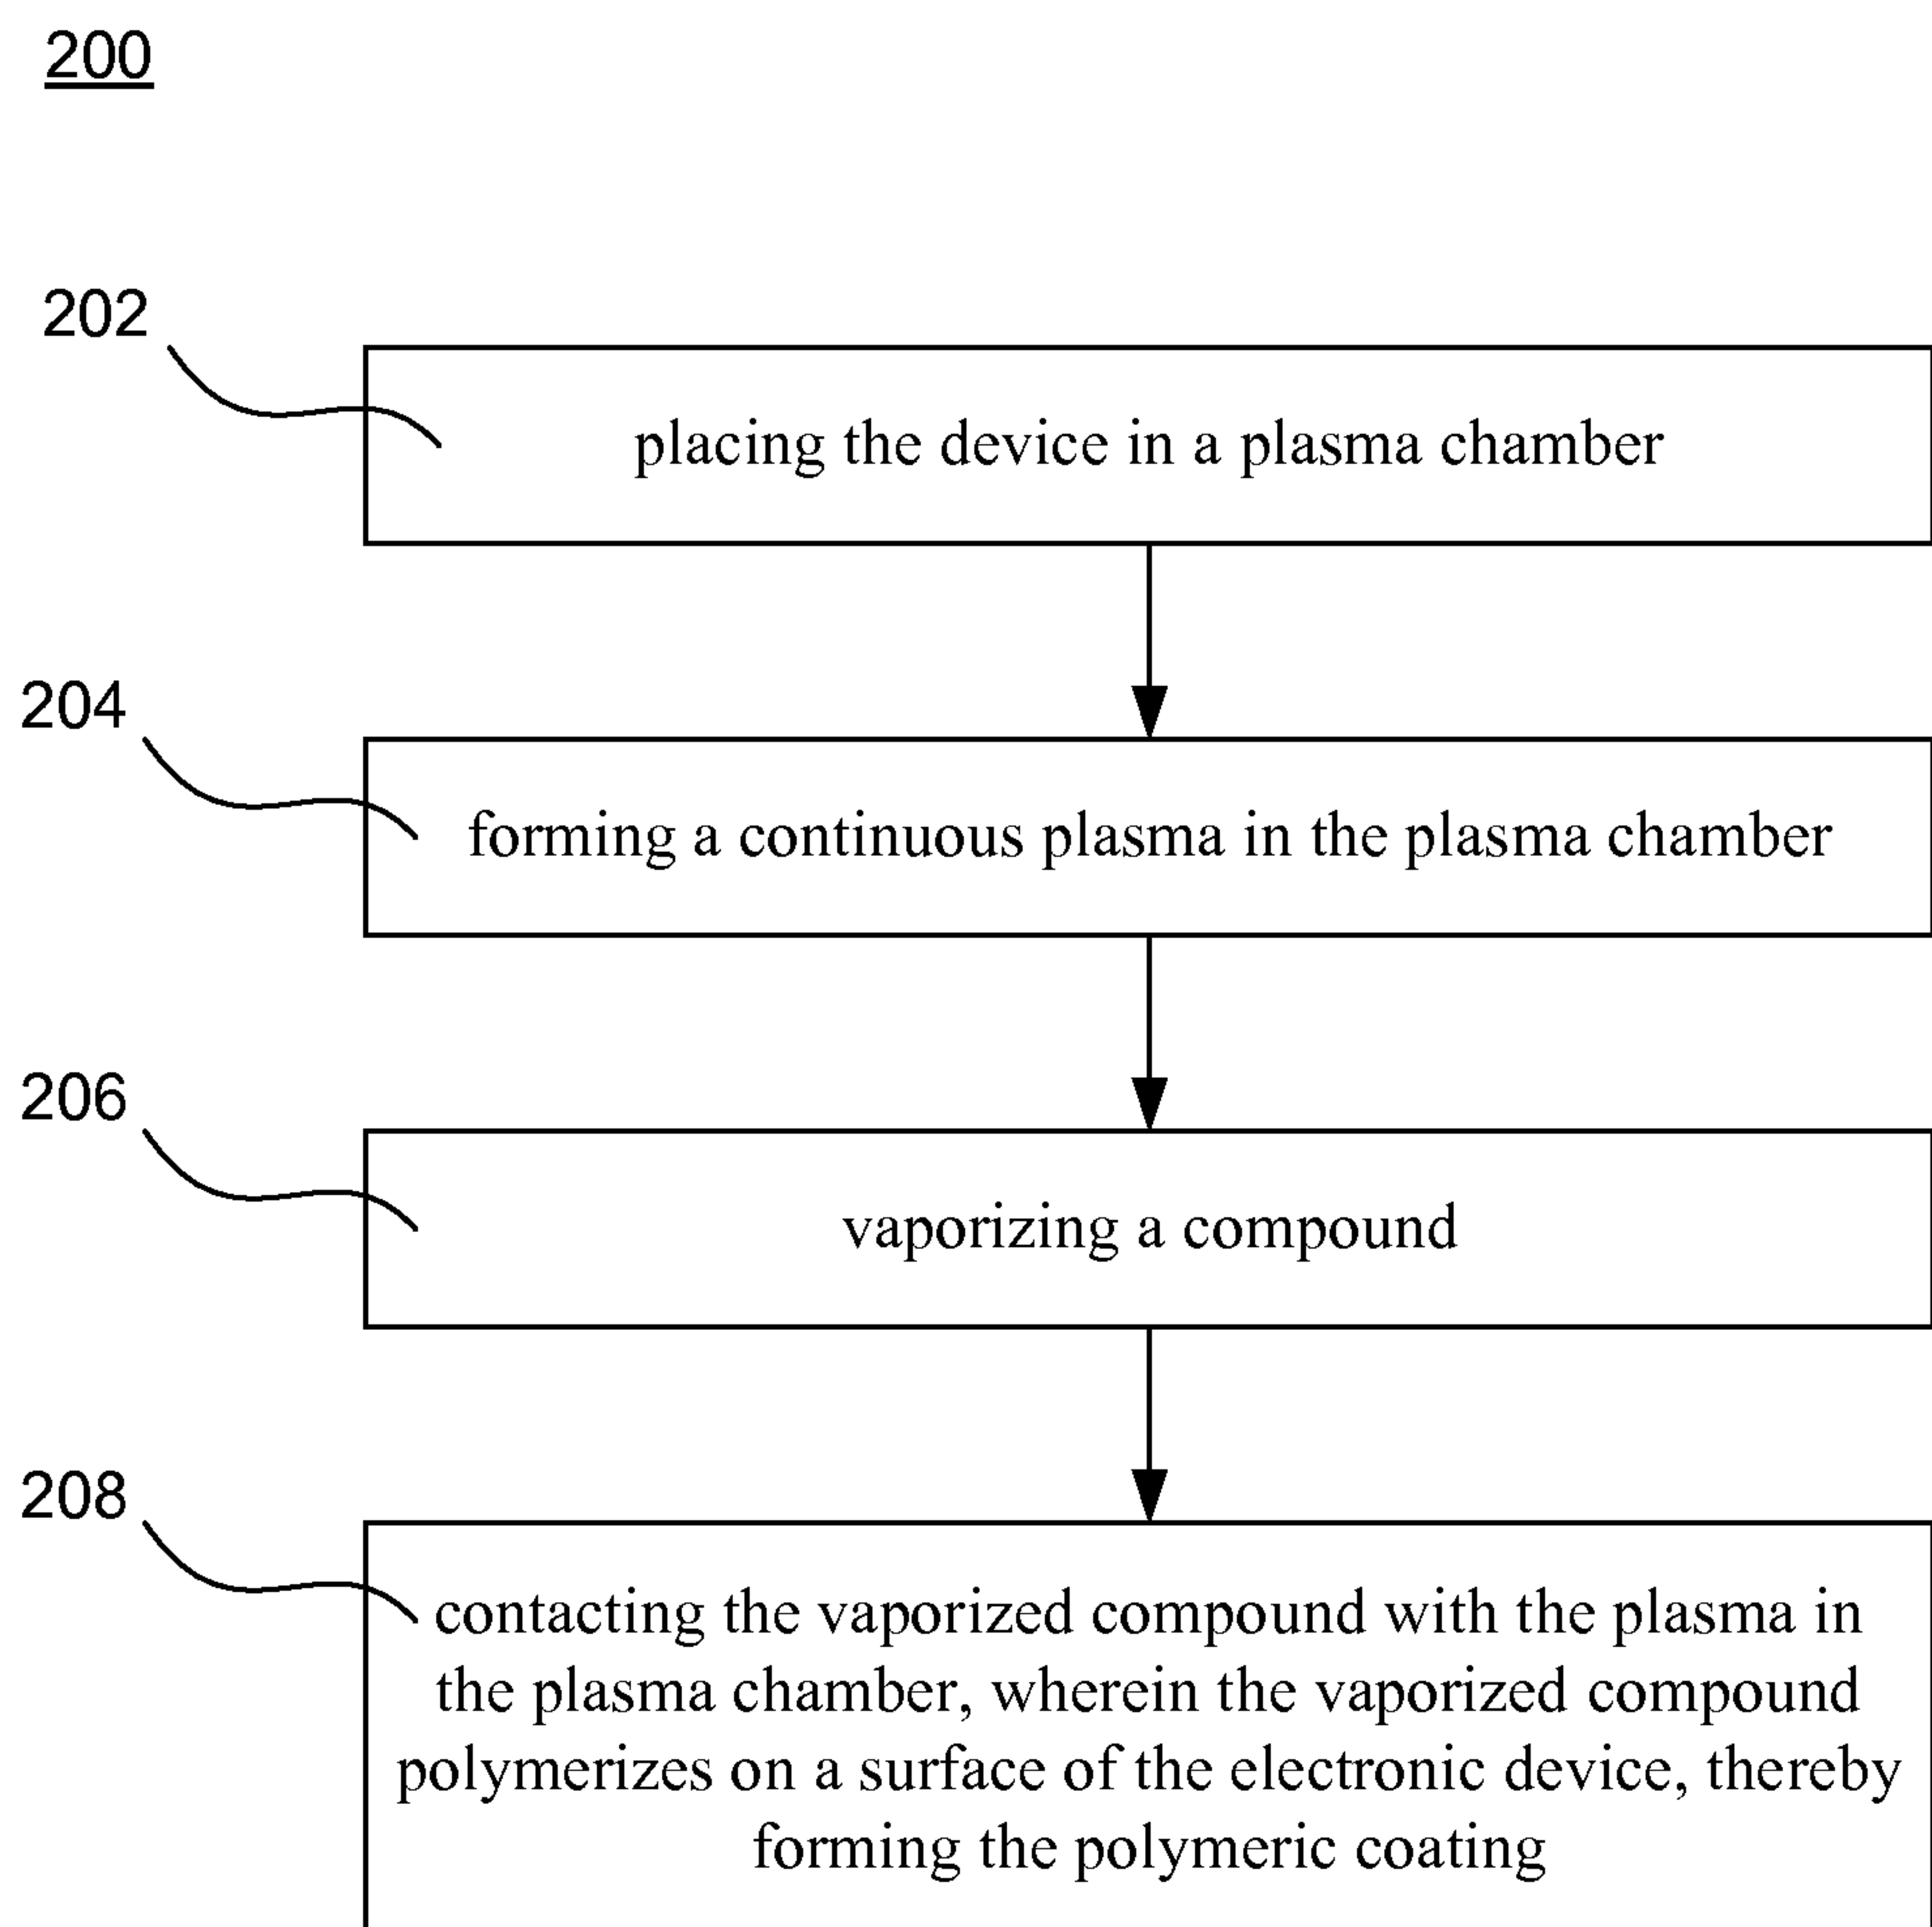 200
202
placing the device in a plasma chamber
204
forming a continuous plasma in the plasma chamber
206
vaporizing a compound
208
contacting the vaporized compound with the plasma in
the plasma chamber, wherein the vaporized compound
polymerizes on a surface of the electronic device, thereby
forming the polymeric coating